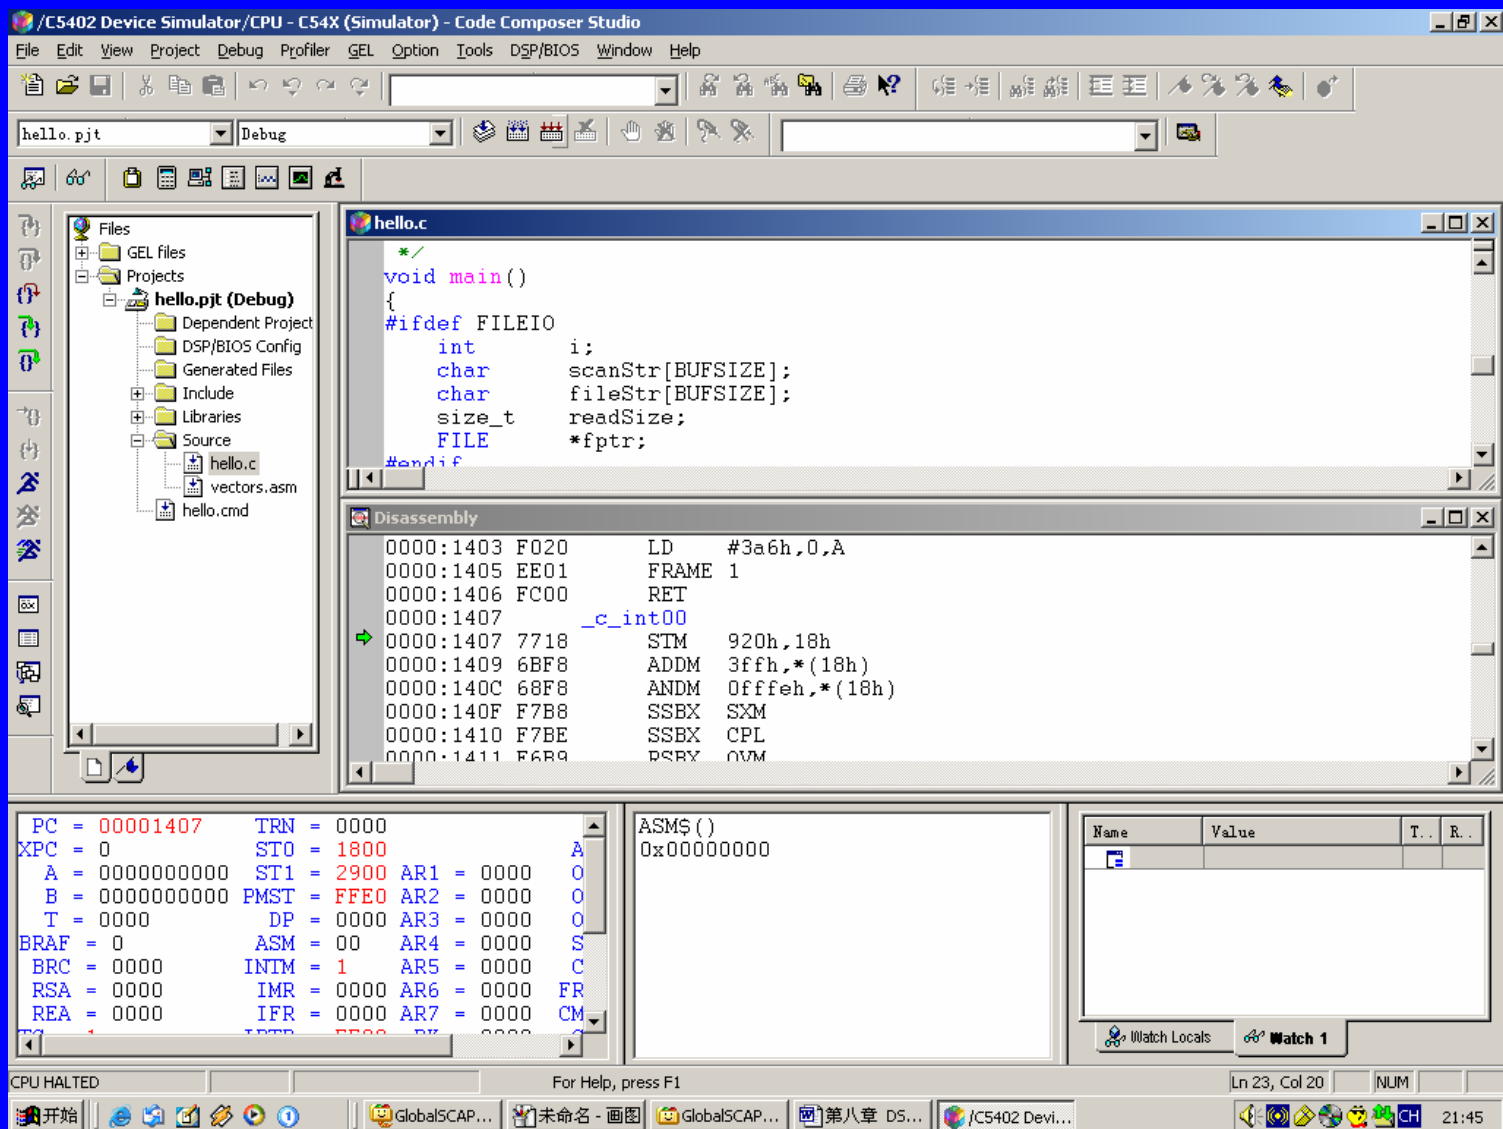 /C5402 Device Simulator/CPU - C54X (Simulator) - Code Composer Studio
File Edit View Project Debug Profiler GEL Option Tools DSP/BIOS Window Help
hello.pjt Debug
Files
GEL files
Projects
hello.pjt (Debug)
Dependent Project
DSP/BIOS Config
Generated Files
Include
Libraries
Source
hello.c
vectors.asm
hello.cmd
hello.c
*/
void main()
{
#ifdef FILEIO
int i;
char scanStr[BUFSIZE];
char fileStr[BUFSIZE];
size_t readSize;
FILE *fptr;
#endif
Disassembly
0000:1403 F020 LD #3a6h,0,A
0000:1405 EE01 FRAME 1
0000:1406 FC00 RET
0000:1407 _c_int00
0000:1407 7718 STM 920h,18h
0000:1409 6BF8 ADDM 3ffh,*(18h)
0000:140C 68F8 ANDM 0fffeh,*(18h)
0000:140F F7B8 SSBX SXM
0000:1410 F7BE SSBX CPL
0000:1411 F6B9 RSBX OVM
PC = 00001407 TRN = 0000
XPC = 0 ST0 = 1800 A
A = 0000000000 ST1 = 2900 AR1 = 0000 O
B = 0000000000 PMST = FFE0 AR2 = 0000 O
T = 0000 DP = 0000 AR3 = 0000 O
BRAF = 0 ASM = 00 AR4 = 0000 S
BRC = 0000 INTM = 1 AR5 = 0000 C
RSA = 0000 IMR = 0000 AR6 = 0000 FR
REA = 0000 IFR = 0000 AR7 = 0000 CM
ASM$()
0x00000000
Name Value T.. R..
Watch Locals Watch 1
CPU HALTED For Help, press F1 Ln 23, Col 20 NUM
开始 GlobalSCAP... 未命名 - 画图 GlobalSCAP... 第八章 DS... /C5402 Devi... CH 21:45